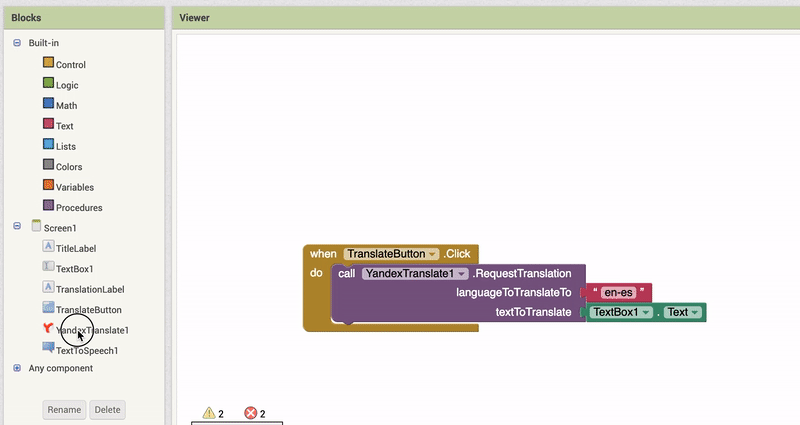 Blocks
Viewer
Built-in
Control
Logic
Math
Text
Lists
Colors
Variables
Procedures
Screen1
TitleLabel
TextBox1
TranslationLabel
TranslateButton
YandexTranslate1
TextToSpeech1
Any component
Rename Delete
when TranslateButton .Click
do call YandexTranslate1 .RequestTranslation
languageToTranslateTo " en-es "
textToTranslate TextBox1 . Text
2 2